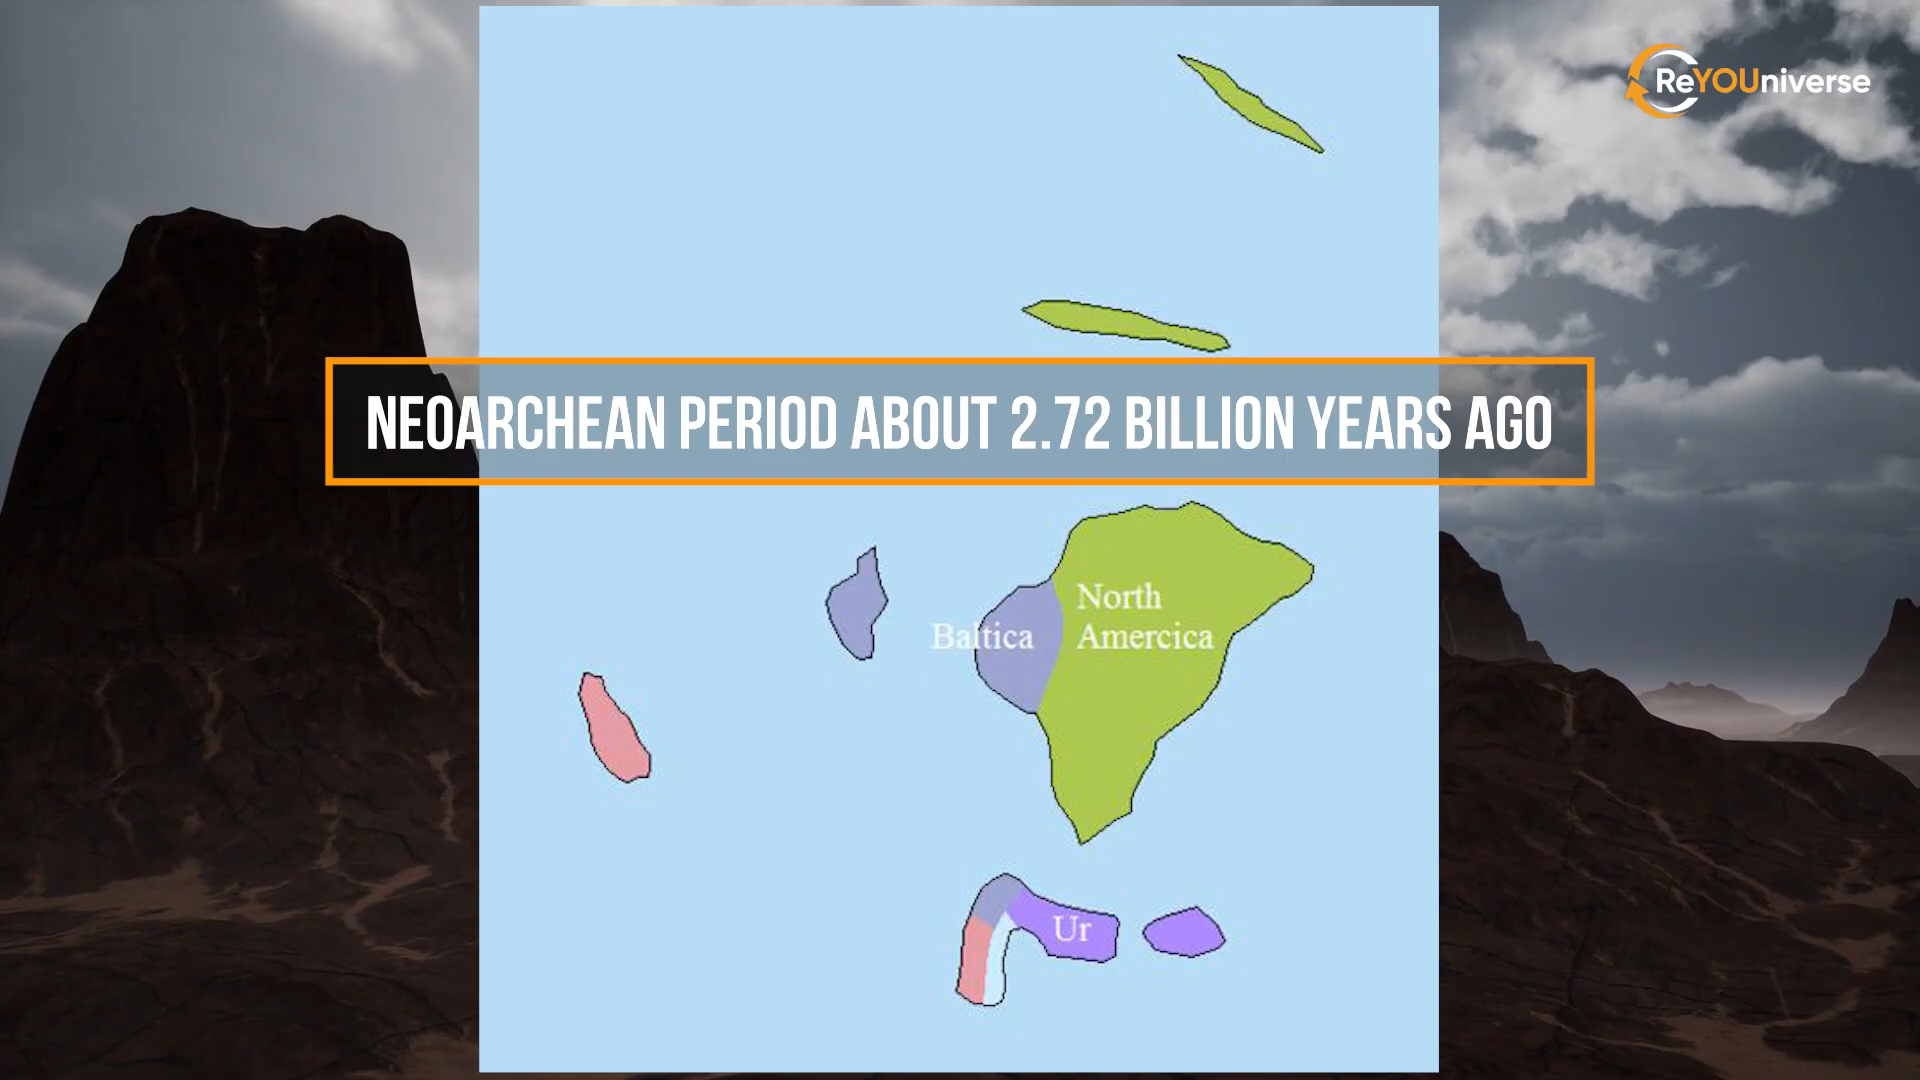 ReYOUniverse
NEOARCHEAN PERIOD ABOUT 2.72 BILLION YEARS AGO
North
Amercica
Baltica
Ur